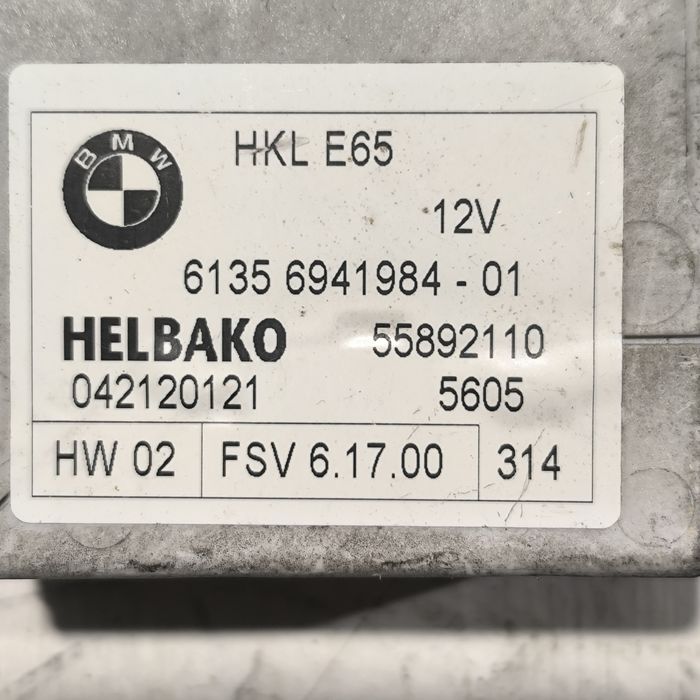 BMW
HKL E65
12V
6135 6941984 - 01
HELBAKO 55892110
042120121 5605
HW 02 FSV 6.17.00 314